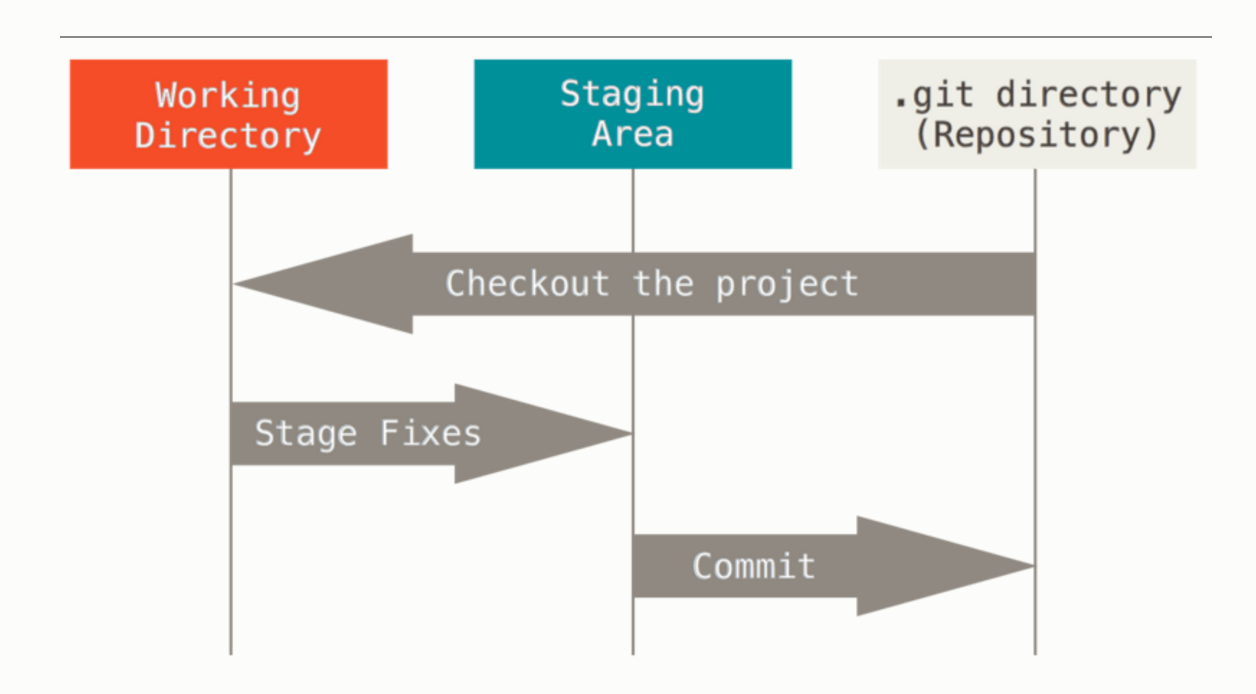 Working
Directory
Staging
Area
.git directory
(Repository)
Checkout the project
Stage Fixes
Commit